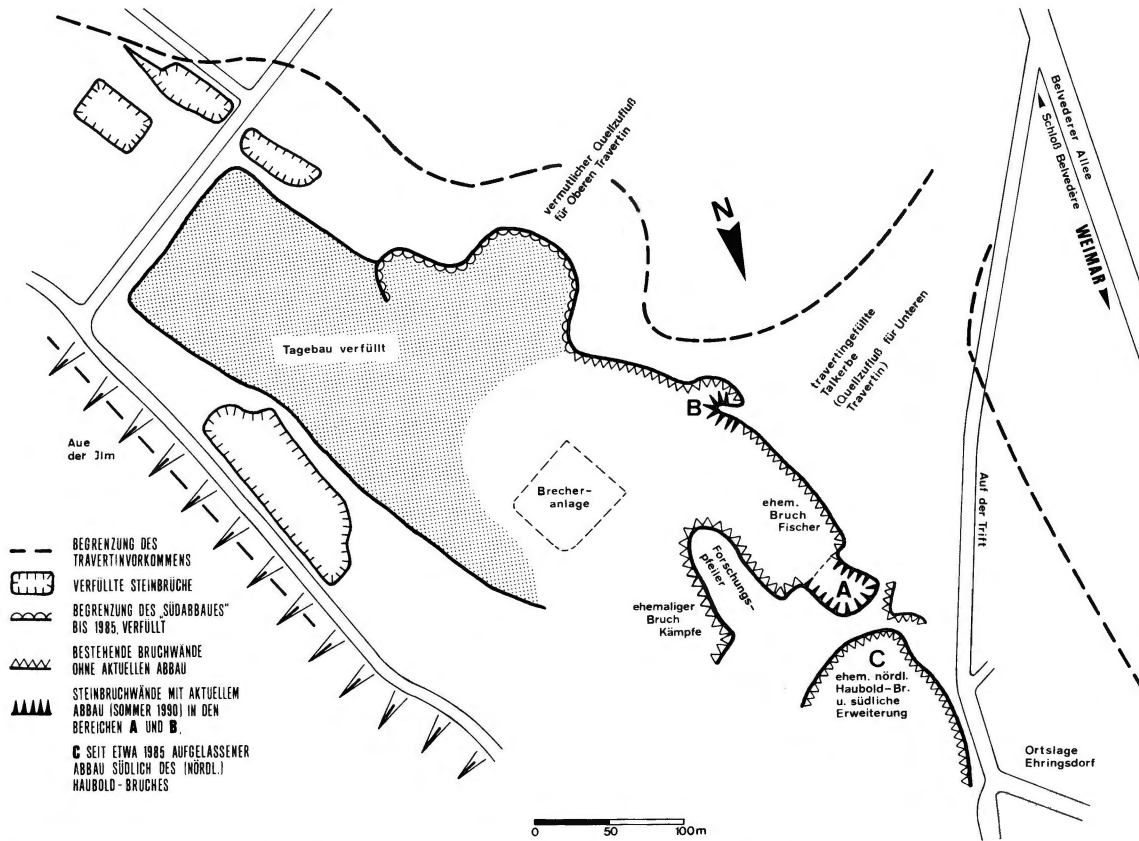 vermutlicher Quellzufluß
für Oberen Travertin
N
Belvederer Allee
Schloß Belvedère
WEIMAR
travertingefüllte
Talkerbe
(Quellzufluß für Unteren
Travertin)
Tagebau verfüllt
B
Aue
der Jlm
Brecher-
anlage
ehem.
Bruch
Fischer
Auf der Trift
Forschungs-
pfeiler
A
ehemaliger
Bruch
Kämpfe
C
ehem. nördl.
Haubold-Br.
u. südliche
Erweiterung
Ortslage
Ehringsdorf
BEGRENZUNG DES
TRAVERTINVORKOMMENS
VERFÜLLTE STEINBRÜCHE
BEGRENZUNG DES „SÜDABBAUES"
BIS 1985, VERFÜLLT
BESTEHENDE BRUCHWÄNDE
OHNE AKTUELLEN ABBAU
STEINBRUCHWÄNDE MIT AKTUELLEM
ABBAU (SOMMER 1990) IN DEN
BEREICHEN A UND B,
C SEIT ETWA 1985 AUFGELASSENER
ABBAU SÜDLICH DES (NÖRDL.)
HAUBOLD-BRUCHES
0 50 100m